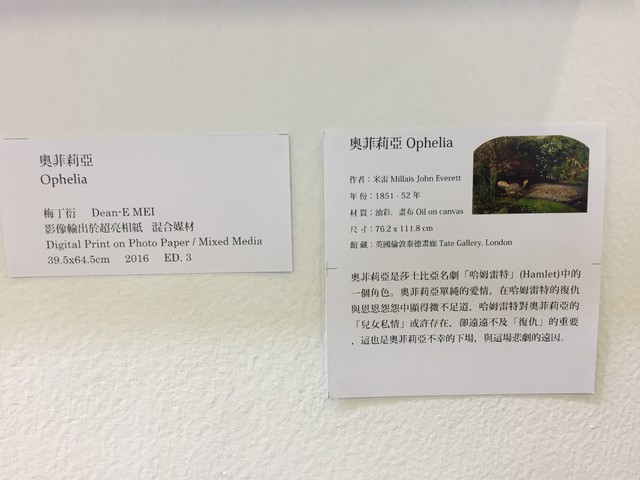 奧菲莉亞
Ophelia
梅丁衍 Dean-E MEI
影像輸出於超亮相紙 混合媒材
Digital Print on Photo Paper / Mixed Media
39.5x64.5cm 2016 ED. 3
奧菲莉亞 Ophelia
作者：米雷 Millais John Everett
年 份：1851 - 52 年
材 質：油彩．畫布 Oil on canvas
尺 寸：76.2 x 111.8 cm
館 藏：英國倫敦泰德畫廊 Tate Gallery, London
奧菲莉亞是莎士比亞名劇「哈姆雷特」(Hamlet)中的
一個角色。奧菲莉亞單純的愛情，在哈姆雷特的復仇
與恩恩怨怨中顯得微不足道，哈姆雷特對奧菲莉亞的
「兒女私情」或許存在，卻遠遠不及「復仇」的重要
，這也是奧菲莉亞不幸的下場，與這場悲劇的遠因。